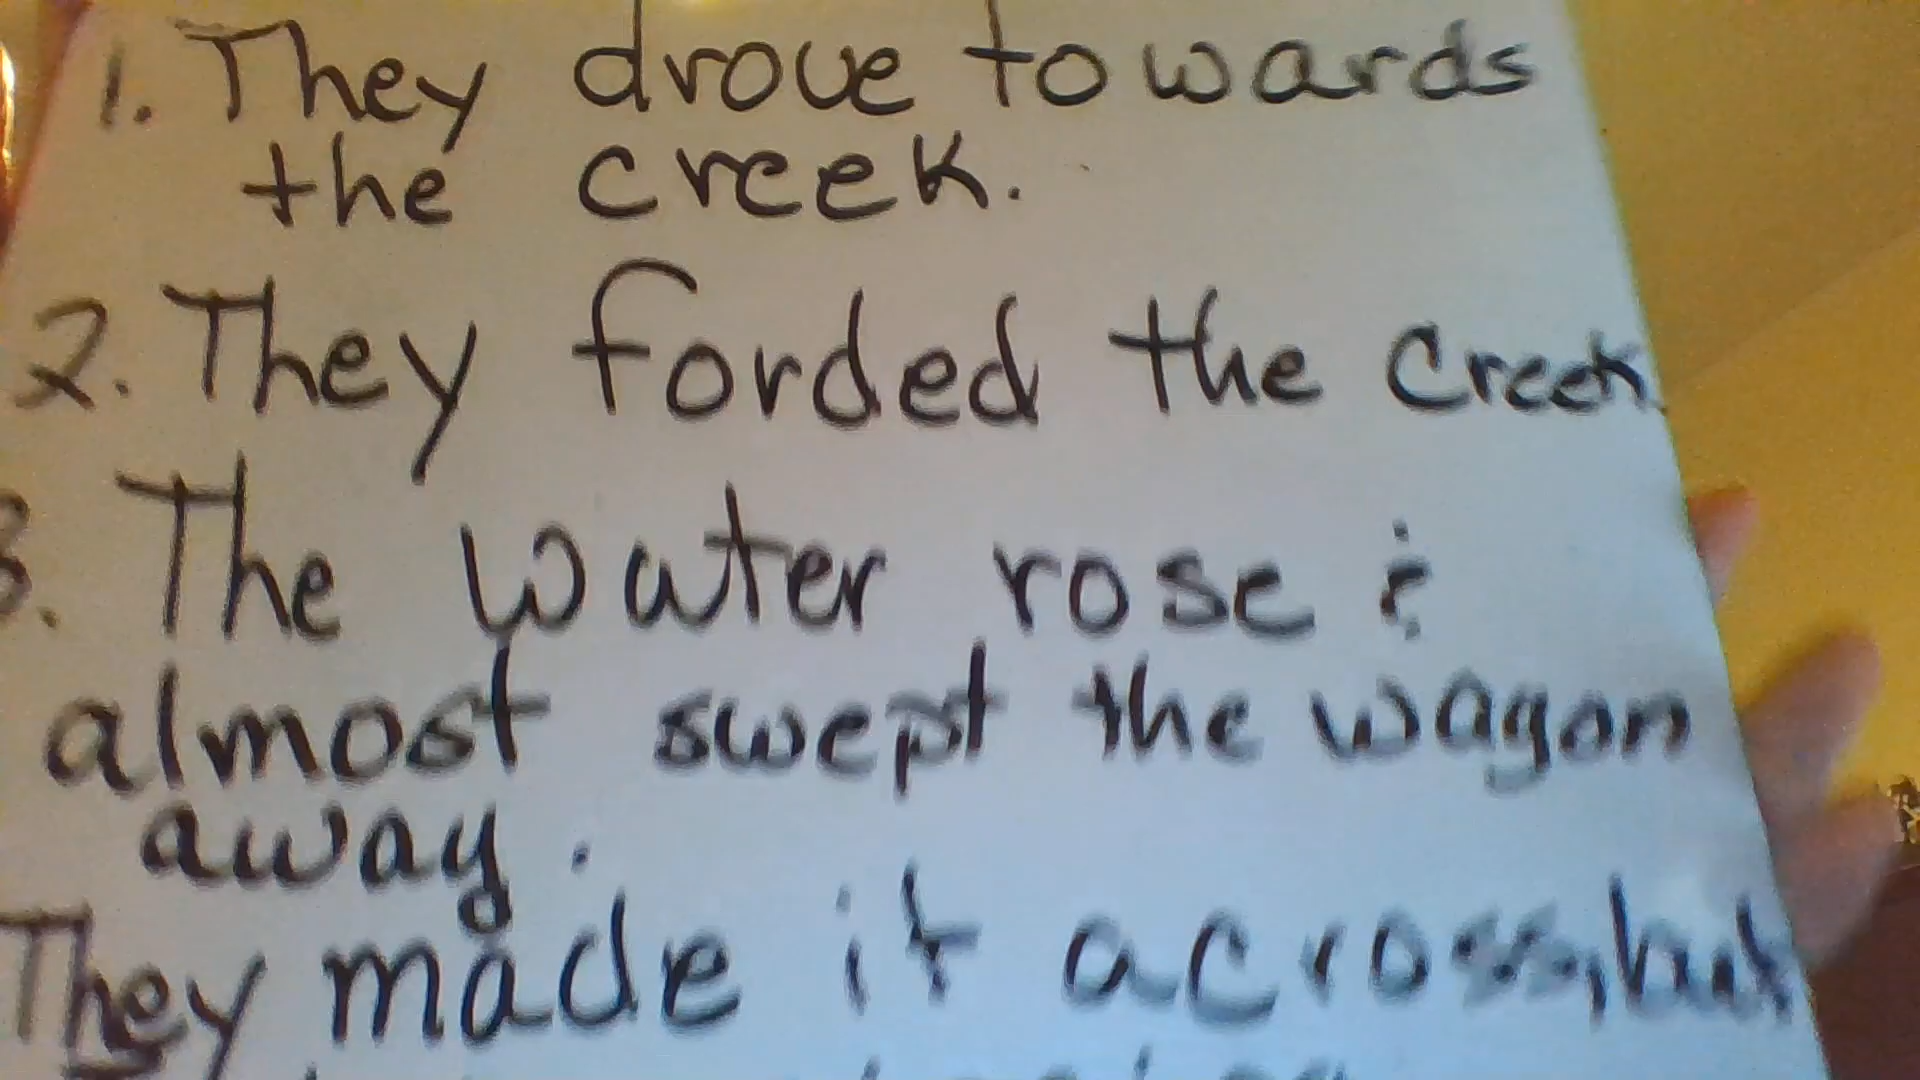 1. They drove towards
the creek.
2. They forded the creek.
3. The water rose &
almost swept the wagon
away.
They made it across, but